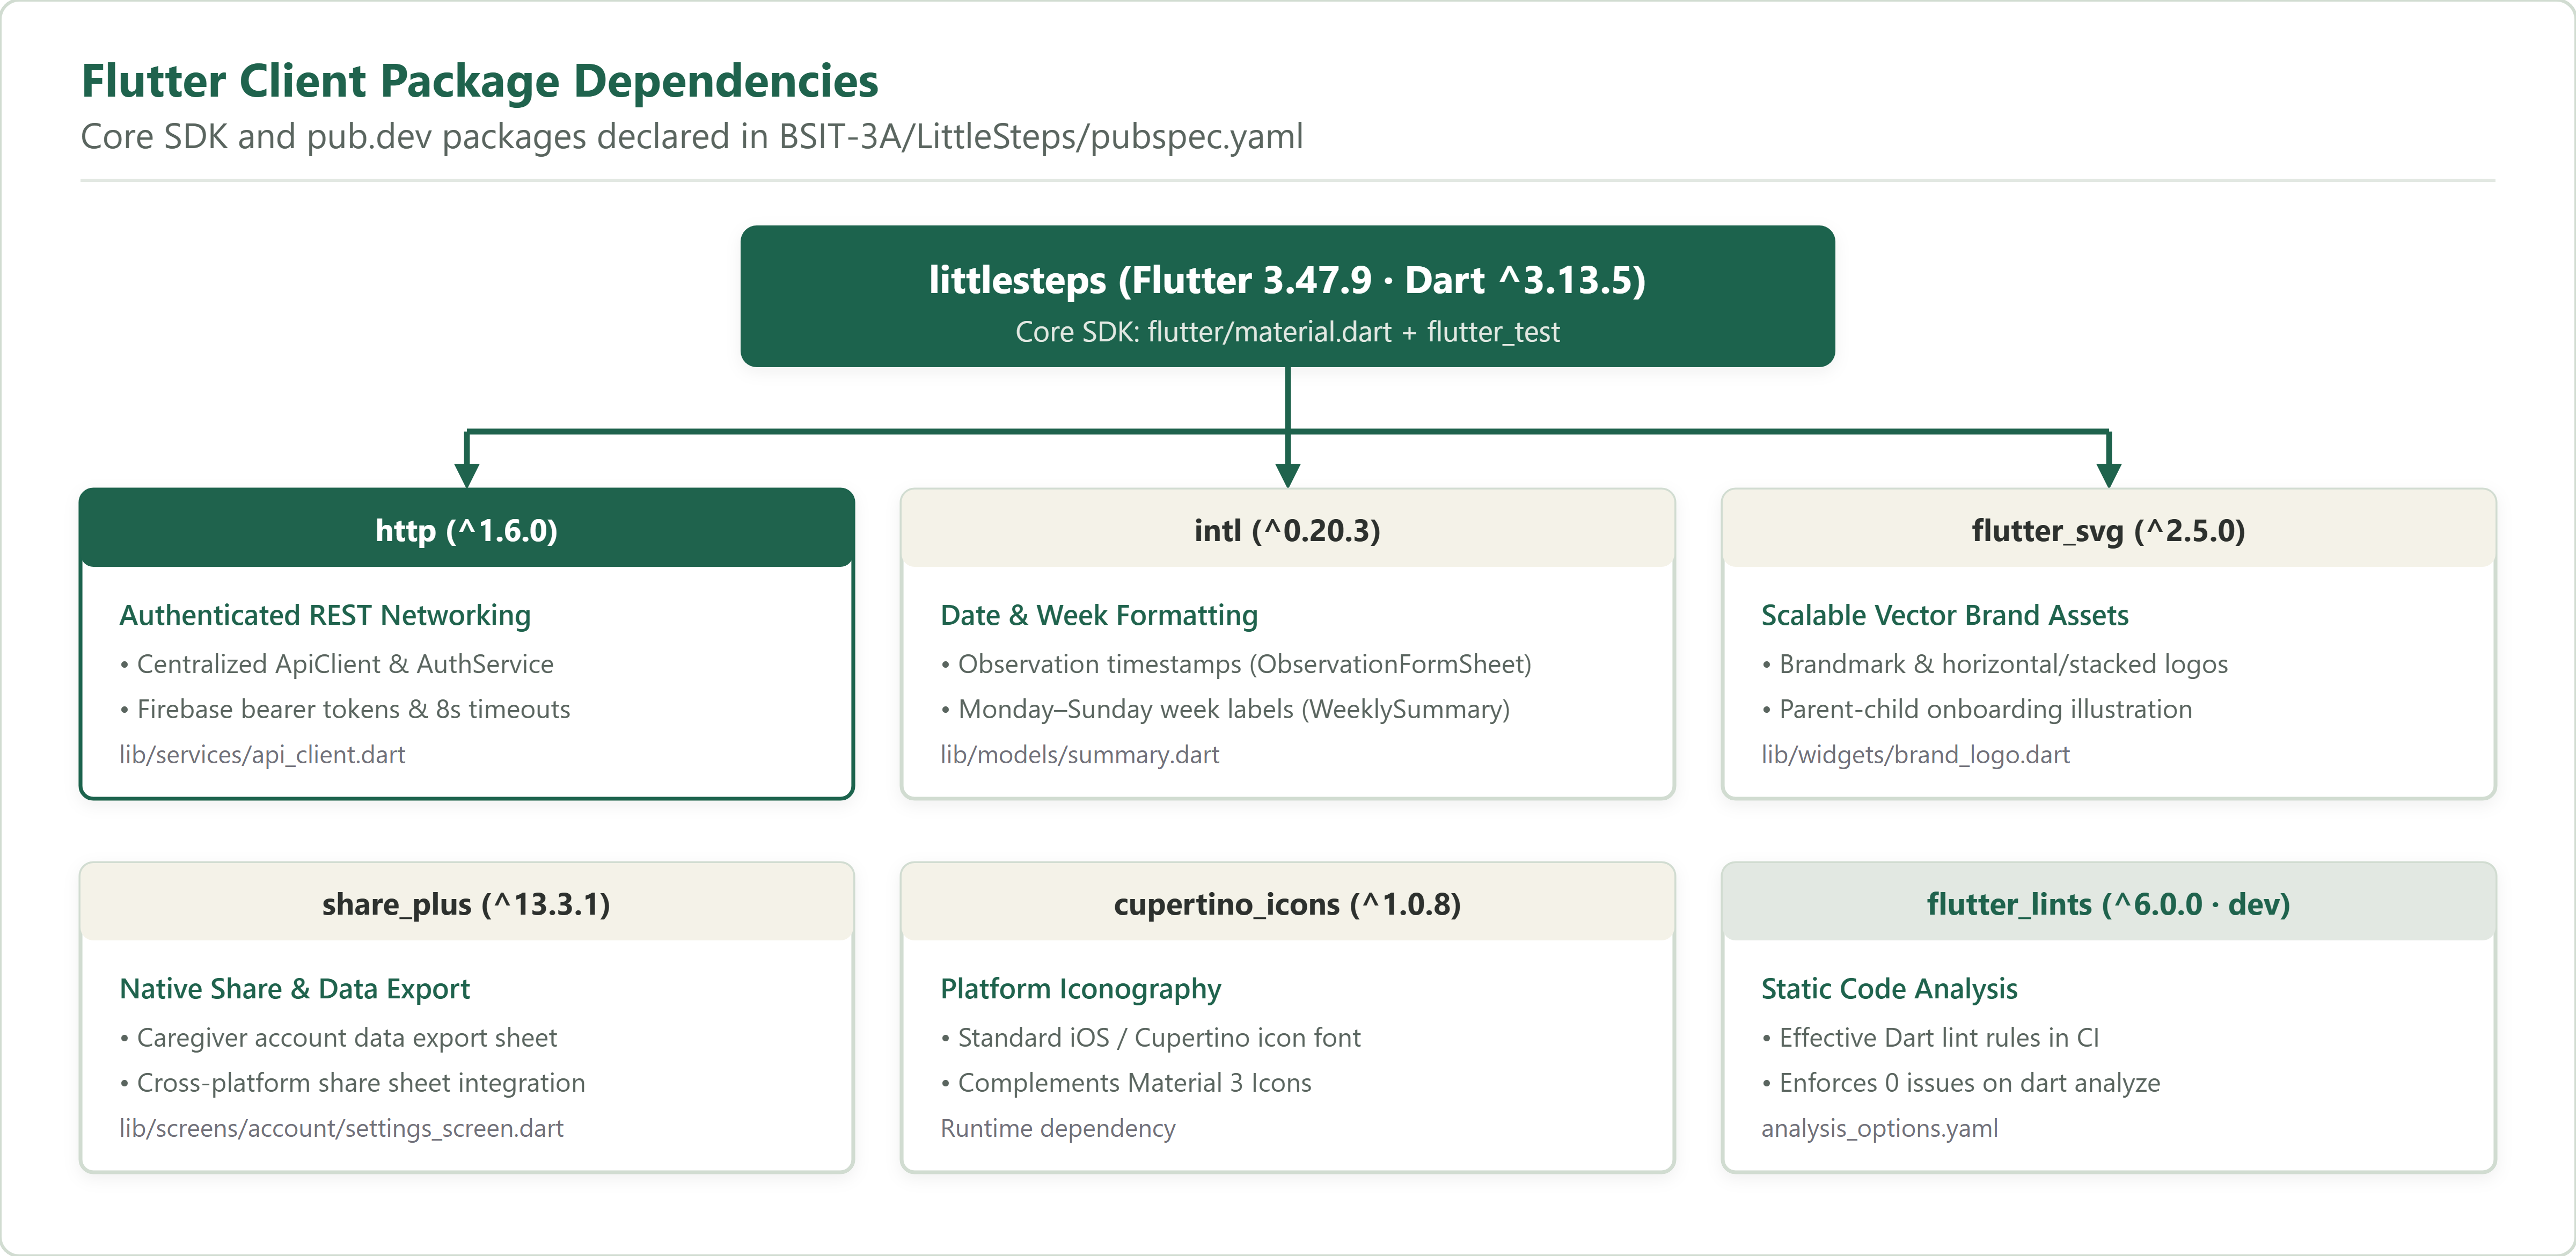 Flutter Client Package Dependencies
Core SDK and pub.dev packages declared in BSIT-3A/LittleSteps/pubspec.yaml
littlesteps (Flutter 3.47.9 · Dart ^3.13.5)
Core SDK: flutter/material.dart + flutter_test
http (^1.6.0)
Authenticated REST Networking
• Centralized ApiClient & AuthService
• Firebase bearer tokens & 8s timeouts
lib/services/api_client.dart
intl (^0.20.3)
Date & Week Formatting
• Observation timestamps (ObservationFormSheet)
• Monday–Sunday week labels (WeeklySummary)
lib/models/summary.dart
flutter_svg (^2.5.0)
Scalable Vector Brand Assets
• Brandmark & horizontal/stacked logos
• Parent-child onboarding illustration
lib/widgets/brand_logo.dart
share_plus (^13.3.1)
Native Share & Data Export
• Caregiver account data export sheet
• Cross-platform share sheet integration
lib/screens/account/settings_screen.dart
cupertino_icons (^1.0.8)
Platform Iconography
• Standard iOS / Cupertino icon font
• Complements Material 3 Icons
Runtime dependency
flutter_lints (^6.0.0 · dev)
Static Code Analysis
• Effective Dart lint rules in CI
• Enforces 0 issues on dart analyze
analysis_options.yaml